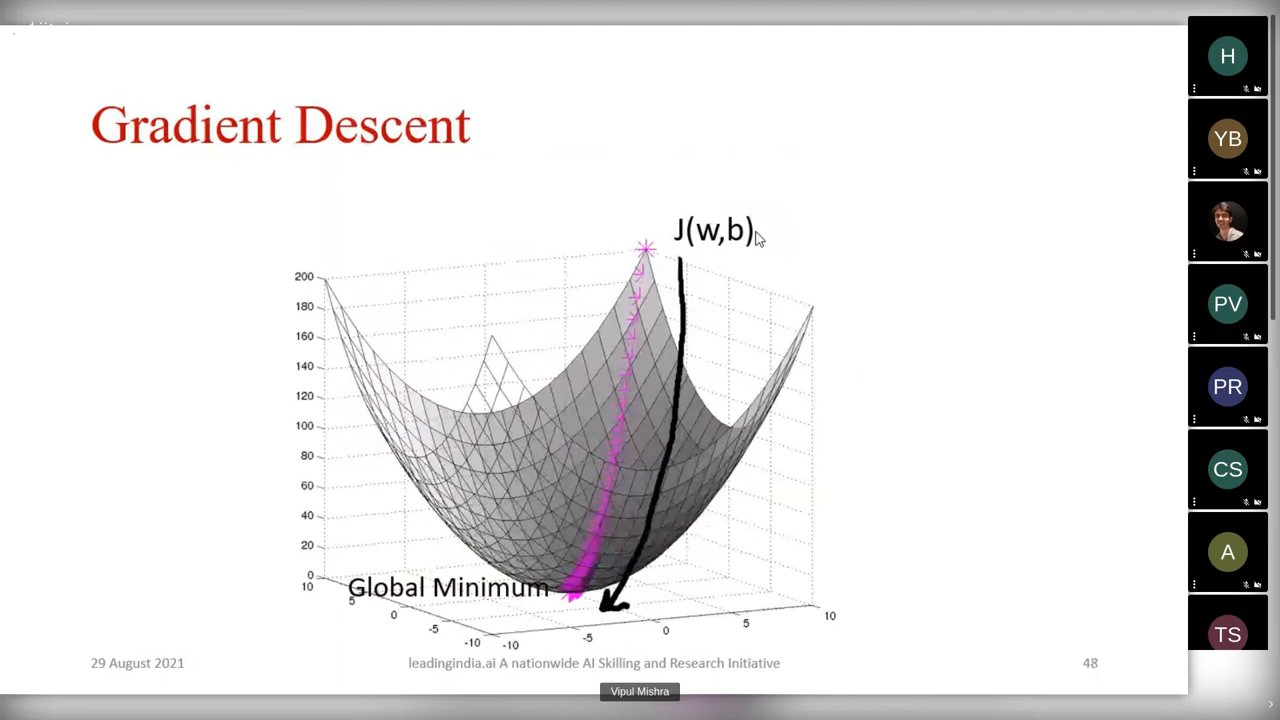 Gradient Descent
J(w,b)
200
180
160
140
120
100
80
60
40
20
0
10
5
0
-5
-10
-10
-5
0
5
10
Global Minimum
29 August 2021
leadingindia.ai A nationwide AI Skilling and Research Initiative
48
Vipul Mishra
H
YB
PV
PR
CS
A
TS